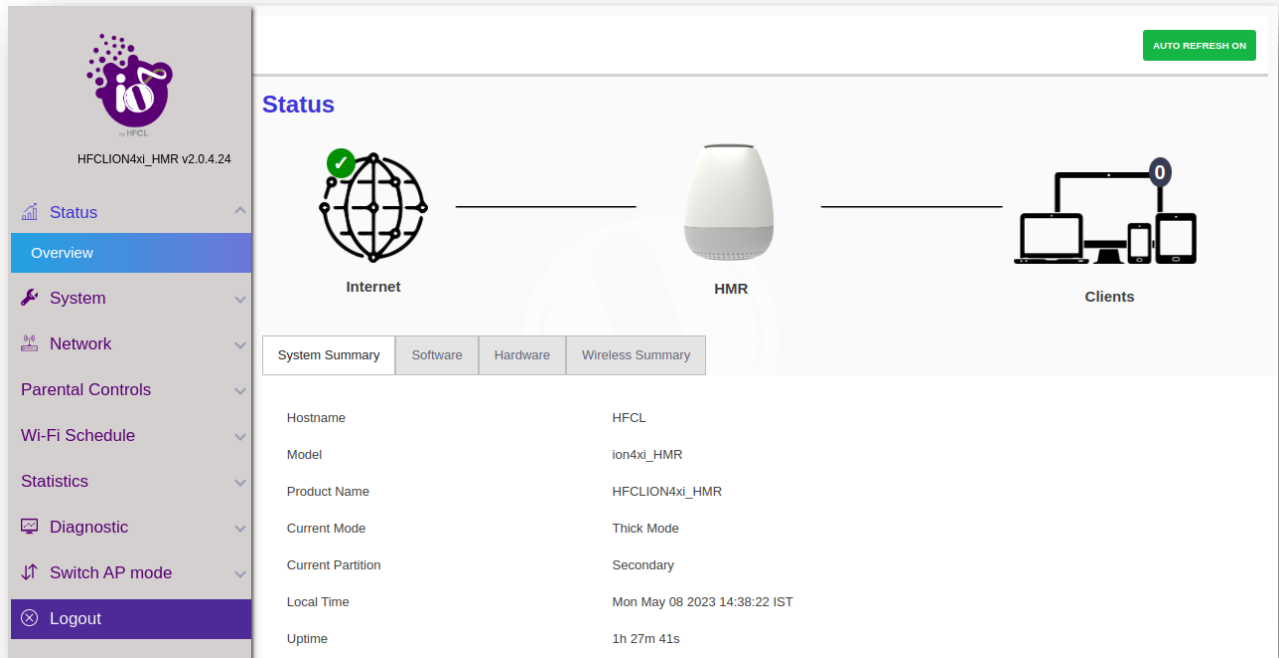 io
by HFCL
HFCLION4xi_HMR v2.0.4.24
Status
Overview
System
Network
Parental Controls
Wi-Fi Schedule
Statistics
Diagnostic
Switch AP mode
Logout
AUTO REFRESH ON
Status
0
Internet
HMR
Clients
System Summary Software Hardware Wireless Summary
Hostname HFCL
Model ion4xi_HMR
Product Name HFCLION4xi_HMR
Current Mode Thick Mode
Current Partition Secondary
Local Time Mon May 08 2023 14:38:22 IST
Uptime 1h 27m 41s